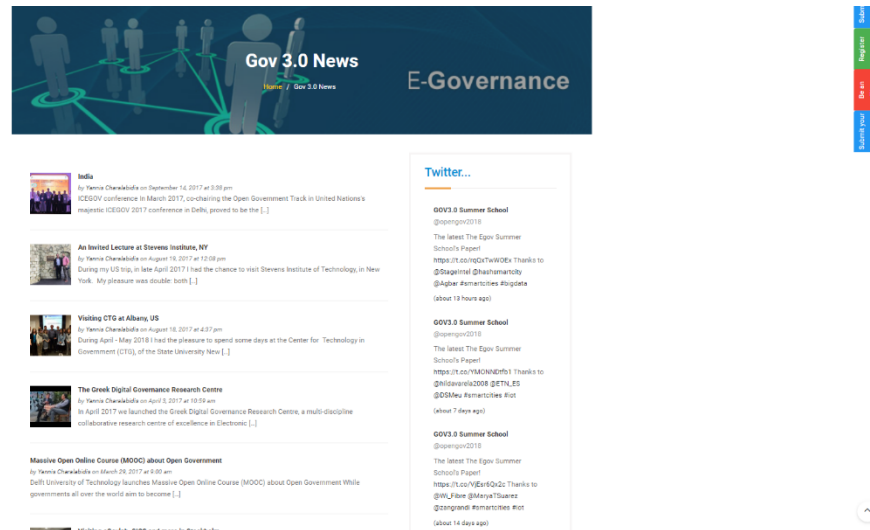 Gov 3.0 News
Home / Gov 3.0 News
E-Governance
Register
Be an
Submit your
India
by Yannis Charalabidis on September 14, 2017 at 3:58 pm
ICEGOV conference In March 2017, co-chairing the Open Government Track in United Nations's
majestic ICEGOV 2017 conference in Delhi, proved to be the [...]
An Invited Lecture at Stevens Institute, NY
by Yannis Charalabidis on August 18, 2017 at 12:08 pm
During my US trip, in late April 2017 I had the chance to visit Stevens Institute of Technology, in New
York. My pleasure was double: both [...]
Visiting CTG at Albany, US
by Yannis Charalabidis on August 18, 2017 at 4:37 pm
During April - May 2018 I had the pleasure to spend some days at the Center for Technology in
Government (CTG), of the State University New [...]
The Greek Digital Governance Research Centre
by Yannis Charalabidis on April 3, 2017 at 10:59 am
In April 2017 we launched the Greek Digital Governance Research Centre, a multi-discipline
collaborative research centre of excellence in Electronic [...]
Massive Open Online Course (MOOC) about Open Government
by Yannis Charalabidis on March 29, 2017 at 9:00 am
Delft University of Technology launches Massive Open Online Course (MOOC) about Open Government While
governments all over the world aim to become [...]
Twitter...
GOV3.0 Summer School
@opengov2018
The latest The Egov Summer
School's Paper!
https://t.co/rqQxTwWOEx Thanks to
@StageIntel @hashsmartcity
@Agbar #smartcities #bigdata
(about 13 hours ago)
GOV3.0 Summer School
@opengov2018
The latest The Egov Summer
School's Paper!
https://t.co/YMONNDtfb1 Thanks to
@hildavarela2008 @ETN_ES
@DSMeu #smartcities #iot
(about 7 days ago)
GOV3.0 Summer School
@opengov2018
The latest The Egov Summer
School's Paper!
https://t.co/VjEsr6Qx2c Thanks to
@Wi_Fibre @MaryaTSuarez
@zangrandi #smartcities #iot
(about 14 days ago)